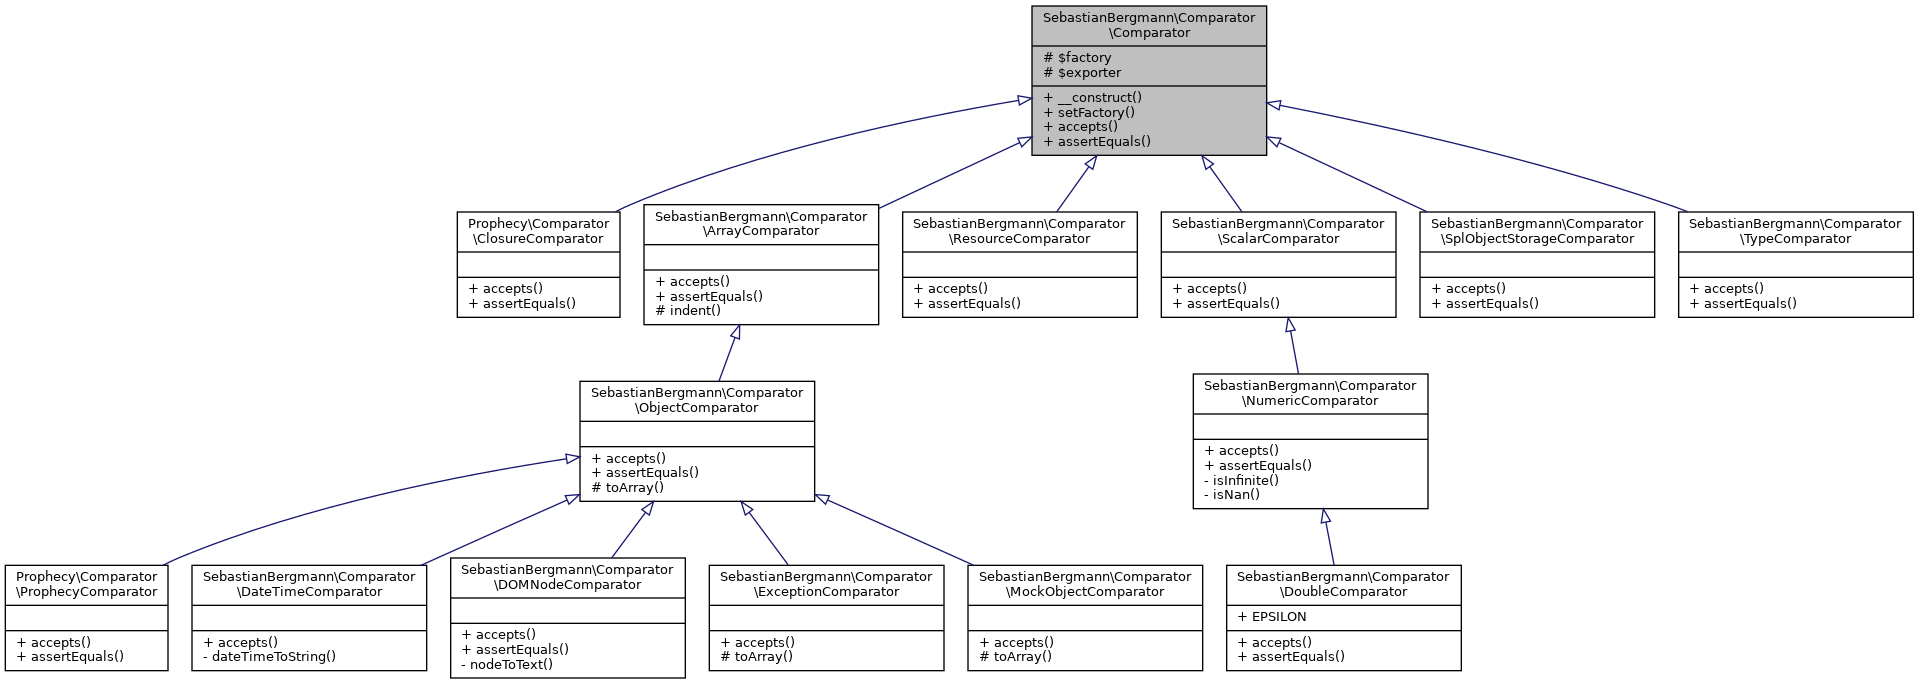 SebastianBergmann\Comparator
\Comparator
# $factory
# $exporter
+ __construct()
+ setFactory()
+ accepts()
+ assertEquals()
Prophecy\Comparator
\ClosureComparator
+ accepts()
+ assertEquals()
SebastianBergmann\Comparator
\ArrayComparator
+ accepts()
+ assertEquals()
# indent()
SebastianBergmann\Comparator
\ResourceComparator
+ accepts()
+ assertEquals()
SebastianBergmann\Comparator
\ScalarComparator
+ accepts()
+ assertEquals()
SebastianBergmann\Comparator
\SplObjectStorageComparator
+ accepts()
+ assertEquals()
SebastianBergmann\Comparator
\TypeComparator
+ accepts()
+ assertEquals()
SebastianBergmann\Comparator
\ObjectComparator
+ accepts()
+ assertEquals()
# toArray()
SebastianBergmann\Comparator
\NumericComparator
+ accepts()
+ assertEquals()
- isInfinite()
- isNan()
Prophecy\Comparator
\ProphecyComparator
+ accepts()
+ assertEquals()
SebastianBergmann\Comparator
\DateTimeComparator
+ accepts()
- dateTimeToString()
SebastianBergmann\Comparator
\DOMNodeComparator
+ accepts()
+ assertEquals()
- nodeToText()
SebastianBergmann\Comparator
\ExceptionComparator
+ accepts()
# toArray()
SebastianBergmann\Comparator
\MockObjectComparator
+ accepts()
# toArray()
SebastianBergmann\Comparator
\DoubleComparator
+ EPSILON
+ accepts()
+ assertEquals()